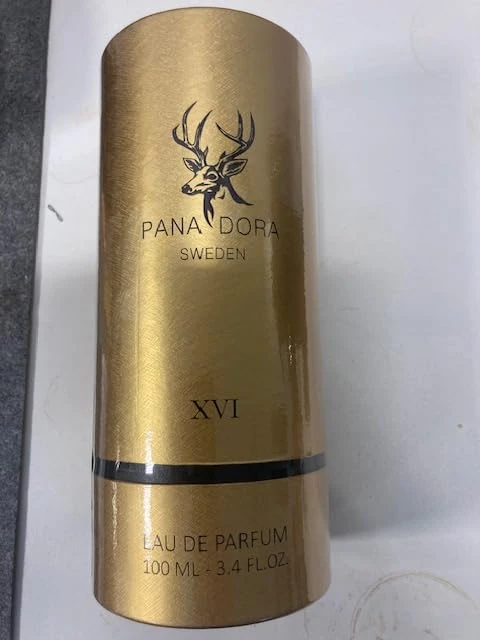 PANA DORA
SWEDEN
XVI
EAU DE PARFUM
100 ML - 3.4 FL.OZ.